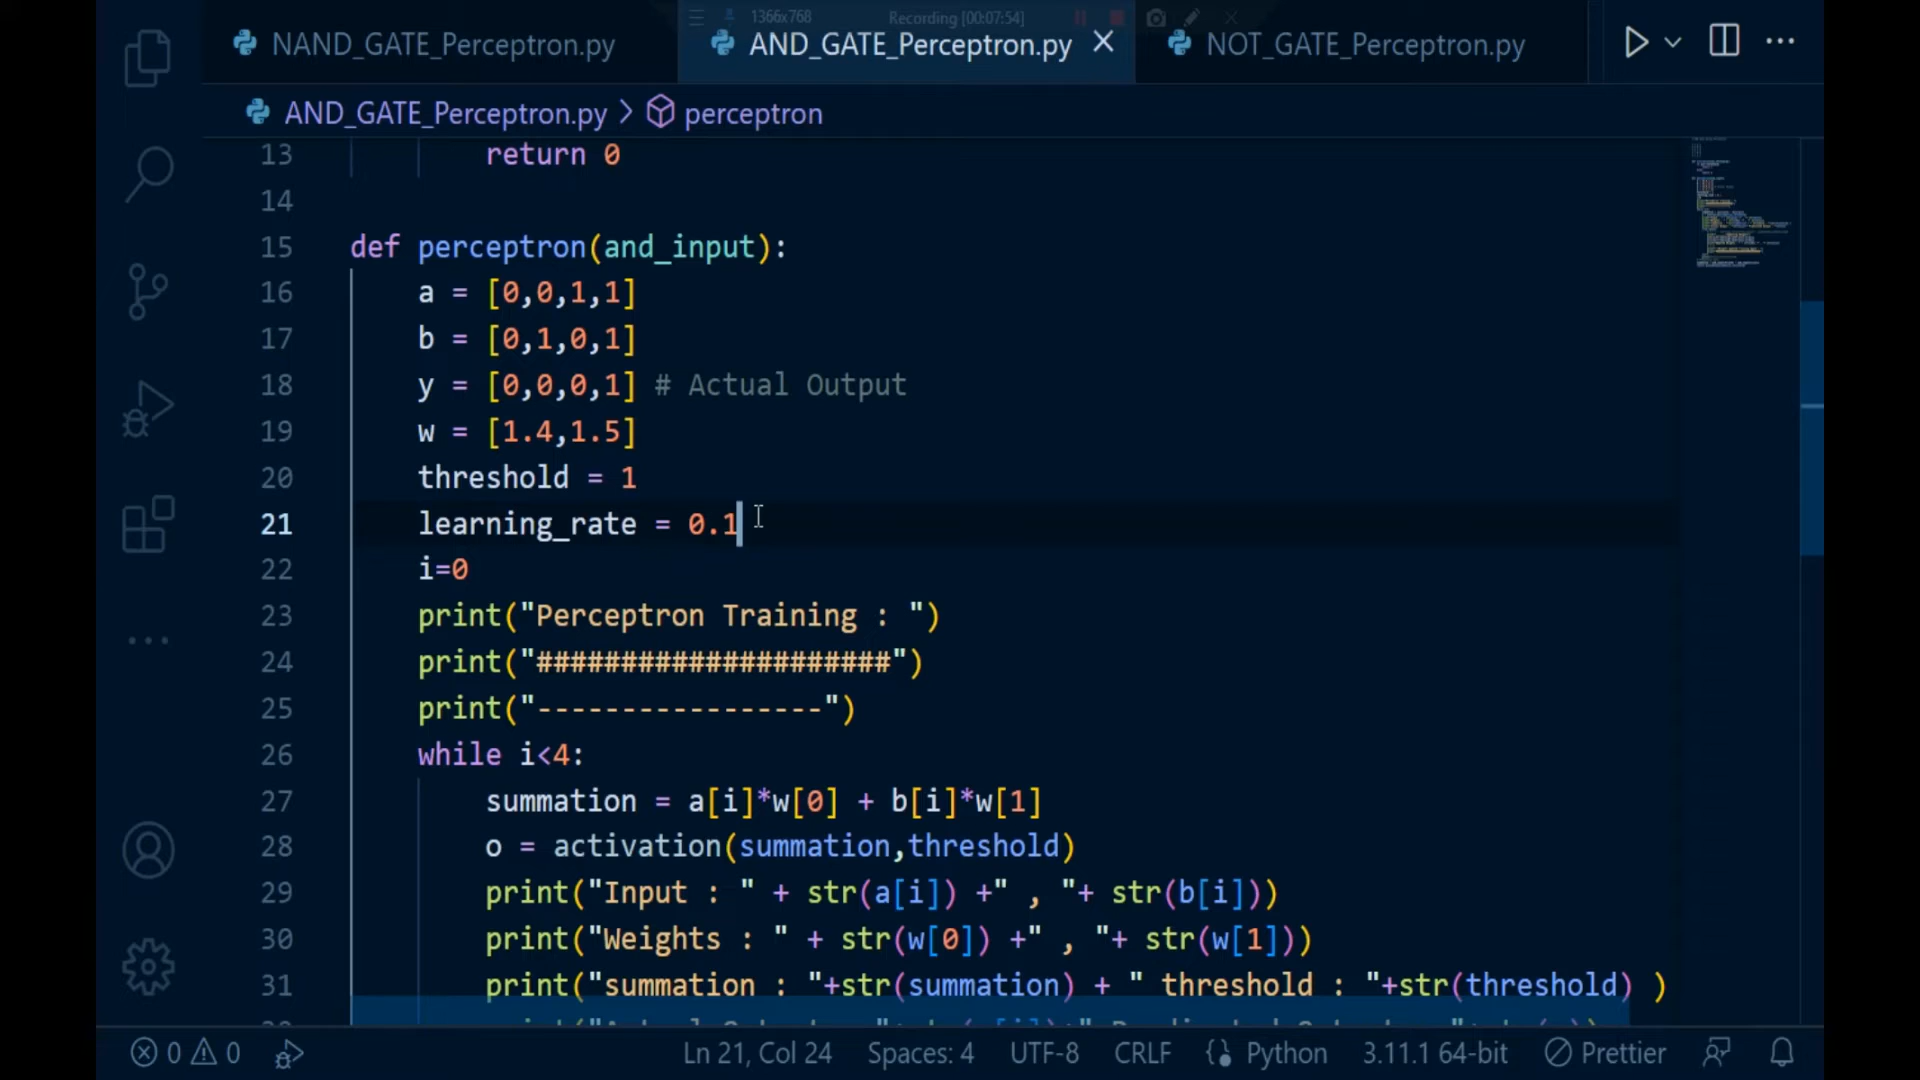 1366x768 Recording [00:07:54]
NAND_GATE_Perceptron.py AND_GATE_Perceptron.py NOT_GATE_Perceptron.py
AND_GATE_Perceptron.py > perceptron
13 return 0
14
15 def perceptron(and_input):
16 a = [0,0,1,1]
17 b = [0,1,0,1]
18 y = [0,0,0,1] # Actual Output
19 w = [1.4,1.5]
20 threshold = 1
21 learning_rate = 0.1
22 i=0
23 print("Perceptron Training : ")
24 print("#####################")
25 print("-----------------")
26 while i<4:
27 summation = a[i]*w[0] + b[i]*w[1]
28 o = activation(summation,threshold)
29 print("Input : " + str(a[i]) +" , "+ str(b[i]))
30 print("Weights : " + str(w[0]) +" , "+ str(w[1]))
31 print("summation : "+str(summation) + " threshold : "+str(threshold) )
0 0 Ln 21, Col 24 Spaces: 4 UTF-8 CRLF Python 3.11.1 64-bit Prettier